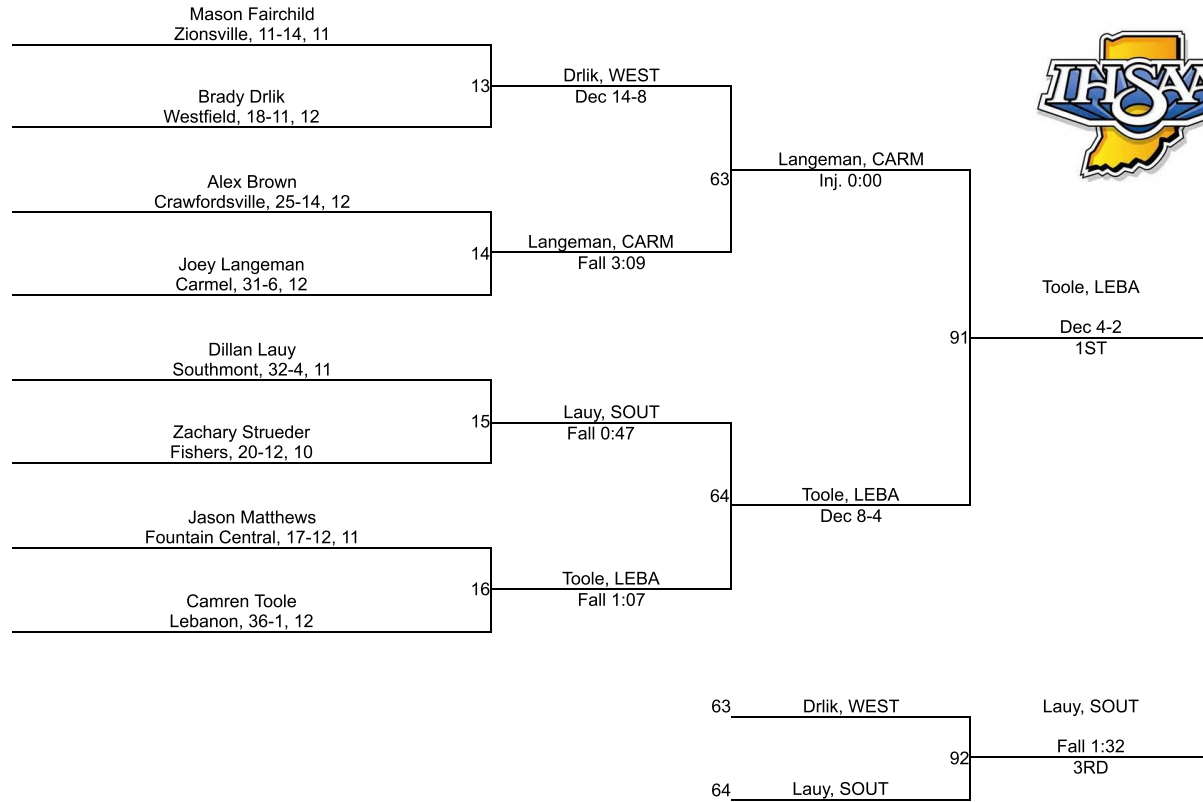 Mason Fairchild
Zionsville, 11-14, 11
13
Brady Drlik
Westfield, 18-11, 12
Drlik, WEST
Dec 14-8
Alex Brown
Crawfordsville, 25-14, 12
14
Joey Langeman
Carmel, 31-6, 12
Langeman, CARM
Fall 3:09
63
Langeman, CARM
Inj. 0:00
IHSAA
Dillan Lauy
Southmont, 32-4, 11
15
Zachary Strueder
Fishers, 20-12, 10
Lauy, SOUT
Fall 0:47
Jason Matthews
Fountain Central, 17-12, 11
16
Camren Toole
Lebanon, 36-1, 12
Toole, LEBA
Fall 1:07
64
Toole, LEBA
Dec 8-4
91
Toole, LEBA
Dec 4-2
1ST
63
Drlik, WEST
64
Lauy, SOUT
92
Lauy, SOUT
Fall 1:32
3RD